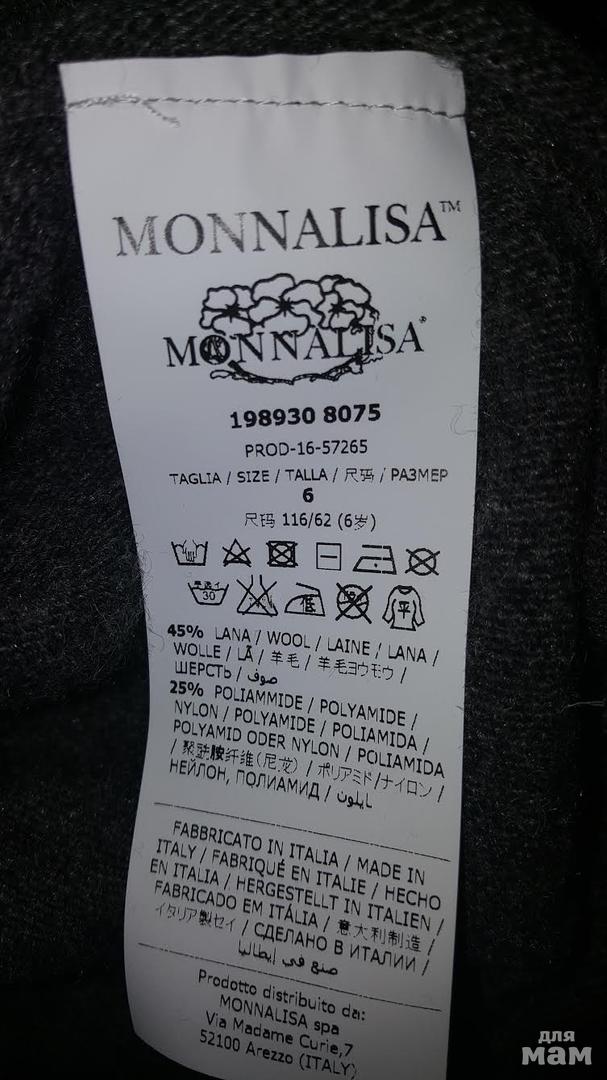 MONNALISA™
MONNALISA®
198930 8075
PROD-16-57265
TAGLIA / SIZE / TALLA / 尺码 / РАЗМЕР
6
尺码 116/62 (6岁)
30 低
平
45% LANA / WOOL / LAINE / LANA /
WOLLE / LÃ / 羊毛 / 羊毛ヨウモウ /
ШЕРСТЬ / صوف
25% POLIAMMIDE / POLYAMIDE /
NYLON / POLYAMIDE / POLIAMIDA /
POLYAMID ODER NYLON / POLIAMIDA
/ 聚酰胺纤维(尼龙) / ポリアミド/ナイロン /
НЕЙЛОН, ПОЛИАМИД / نايلون
FABBRICATO IN ITALIA / MADE IN
ITALY / FABRIQUÉ EN ITALIE / HECHO
EN ITALIA / HERGESTELLT IN ITALIEN /
FABRICADO EM ITÁLIA / 意大利制造 /
イタリア製セイ / СДЕЛАНО В ИТАЛИИ /
صنع في إيطاليا
Prodotto distribuito da:
MONNALISA spa
Via Madame Curie,7
52100 Arezzo (ITALY)
для
мам